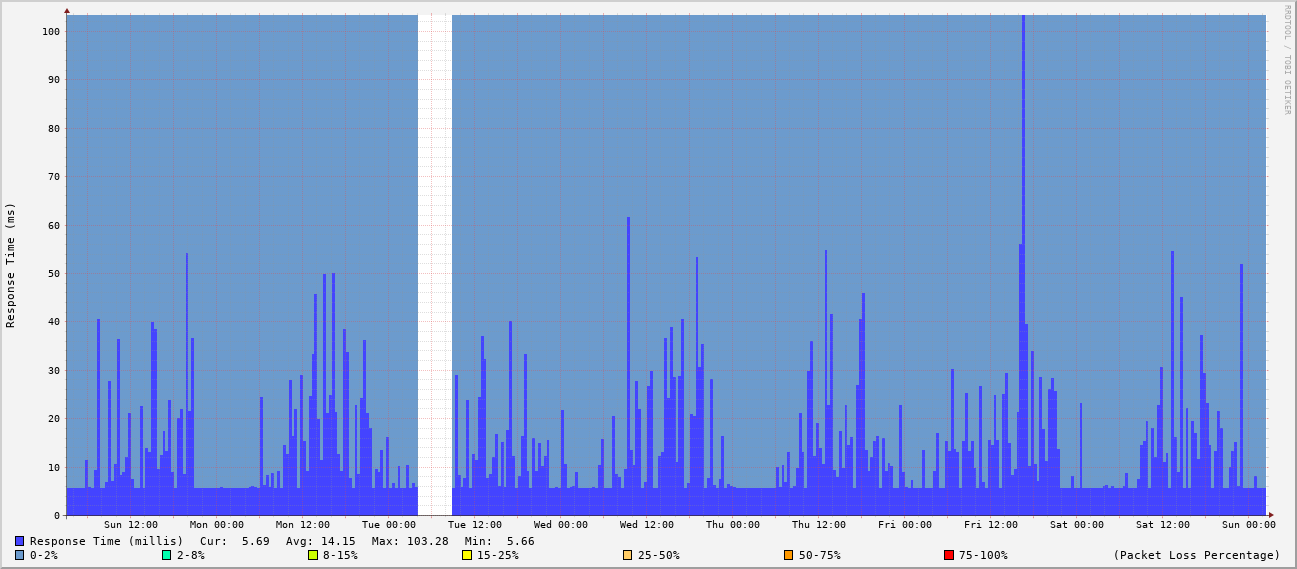 RRDTOOL / TOBI OETIKER
Response Time (ms)
100
90
80
70
60
50
40
30
20
10
0
Sun 12:00 Mon 00:00 Mon 12:00 Tue 00:00 Tue 12:00 Wed 00:00 Wed 12:00 Thu 00:00 Thu 12:00 Fri 00:00 Fri 12:00 Sat 00:00 Sat 12:00 Sun 00:00
Response Time (millis) Cur: 5.69 Avg: 14.15 Max: 103.28 Min: 5.66
0-2% 2-8% 8-15% 15-25% 25-50% 50-75% 75-100% (Packet Loss Percentage)